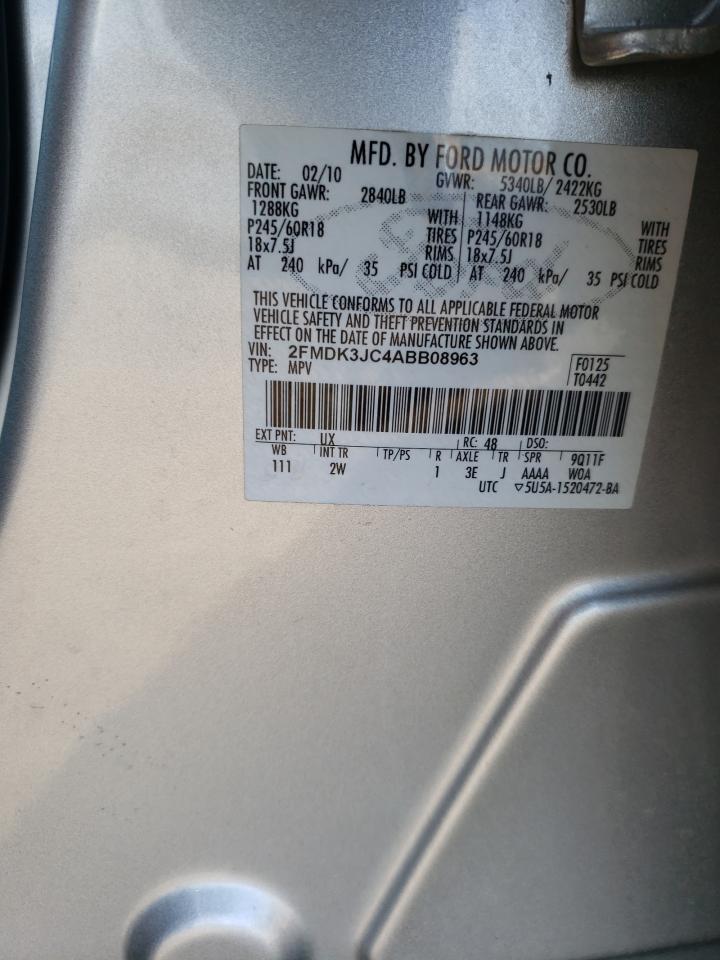 MFD. BY FORD MOTOR CO.
DATE: 02/10 GVWR: 5340LB/ 2422KG
FRONT GAWR: 2840LB REAR GAWR: 2530LB
1288KG WITH 1148KG WITH
P245/60R18 TIRES P245/60R18 TIRES
18x7.5J RIMS 18x7.5J RIMS
AT 240 kPa/ 35 PSI COLD AT 240 kPa/ 35 PSI COLD
THIS VEHICLE CONFORMS TO ALL APPLICABLE FEDERAL MOTOR
VEHICLE SAFETY AND THEFT PREVENTION STANDARDS IN
EFFECT ON THE DATE OF MANUFACTURE SHOWN ABOVE.
VIN: 2FMDK3JC4ABB08963 F0125
TYPE: MPV T0442
EXT PNT: UX RC: 48 DSO:
WB INT TR TP/PS R AXLE TR SPR 9Q11F
111 2W 1 3E J AAAA W0A
UTC ▽5U5A-1520472-BA